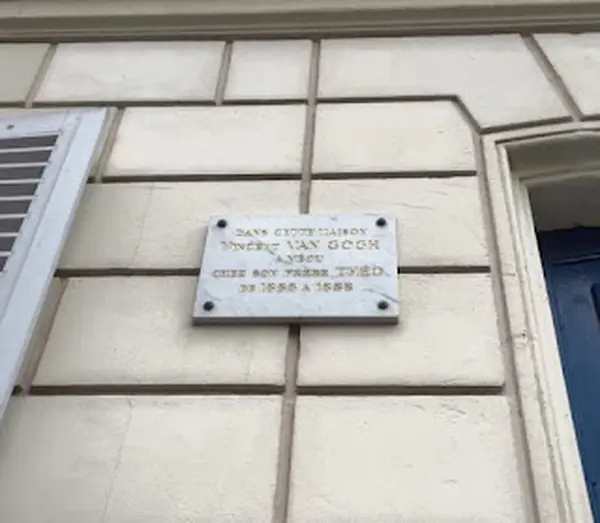 DANS CETTE MAISON
VINCENT VAN GOGH
A VÉCU
CHEZ SON FRÈRE THÉO
DE 1886 A 1888